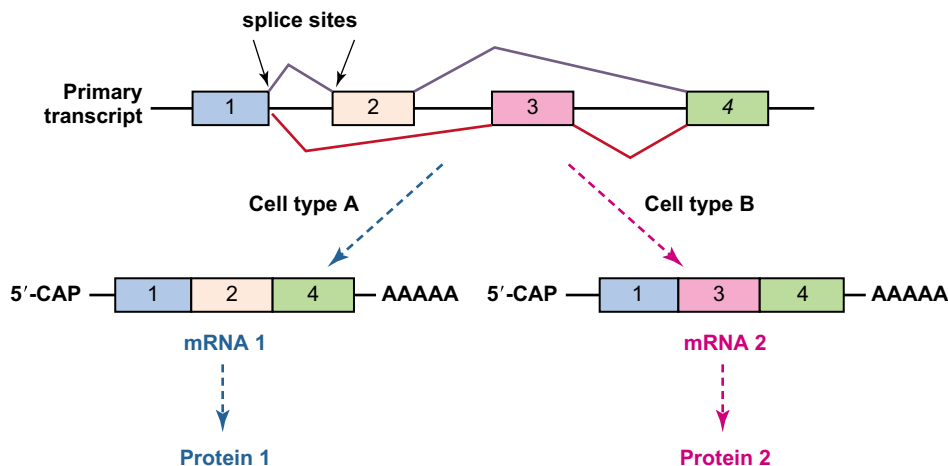 splice sites
Primary
transcript
1
2
3
4
Cell type A
Cell type B
5′-CAP
1
2
4
AAAAA
5′-CAP
1
3
4
AAAAA
mRNA 1
mRNA 2
Protein 1
Protein 2